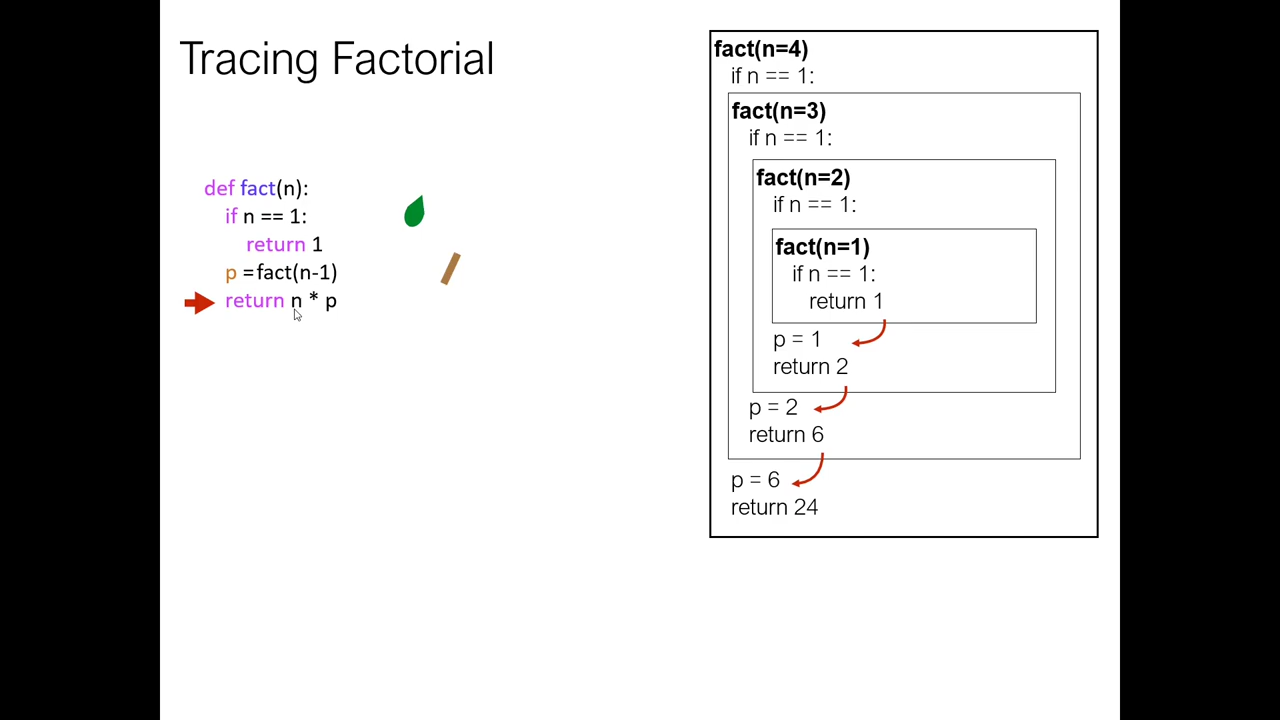 Tracing Factorial
def fact(n):
if n == 1:
return 1
p =fact(n-1)
return n * p
fact(n=4)
if n == 1:
fact(n=3)
if n == 1:
fact(n=2)
if n == 1:
fact(n=1)
if n == 1:
return 1
p = 1
return 2
p = 2
return 6
p = 6
return 24